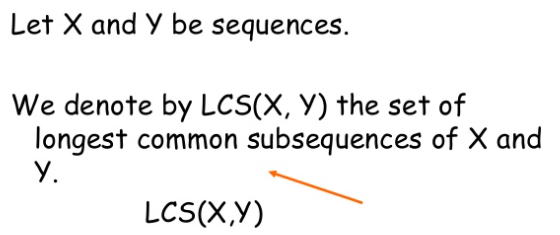 Let X and Y be sequences.
We denote by LCS(X, Y) the set of
longest common subsequences of X and
Y.
LCS(X,Y)